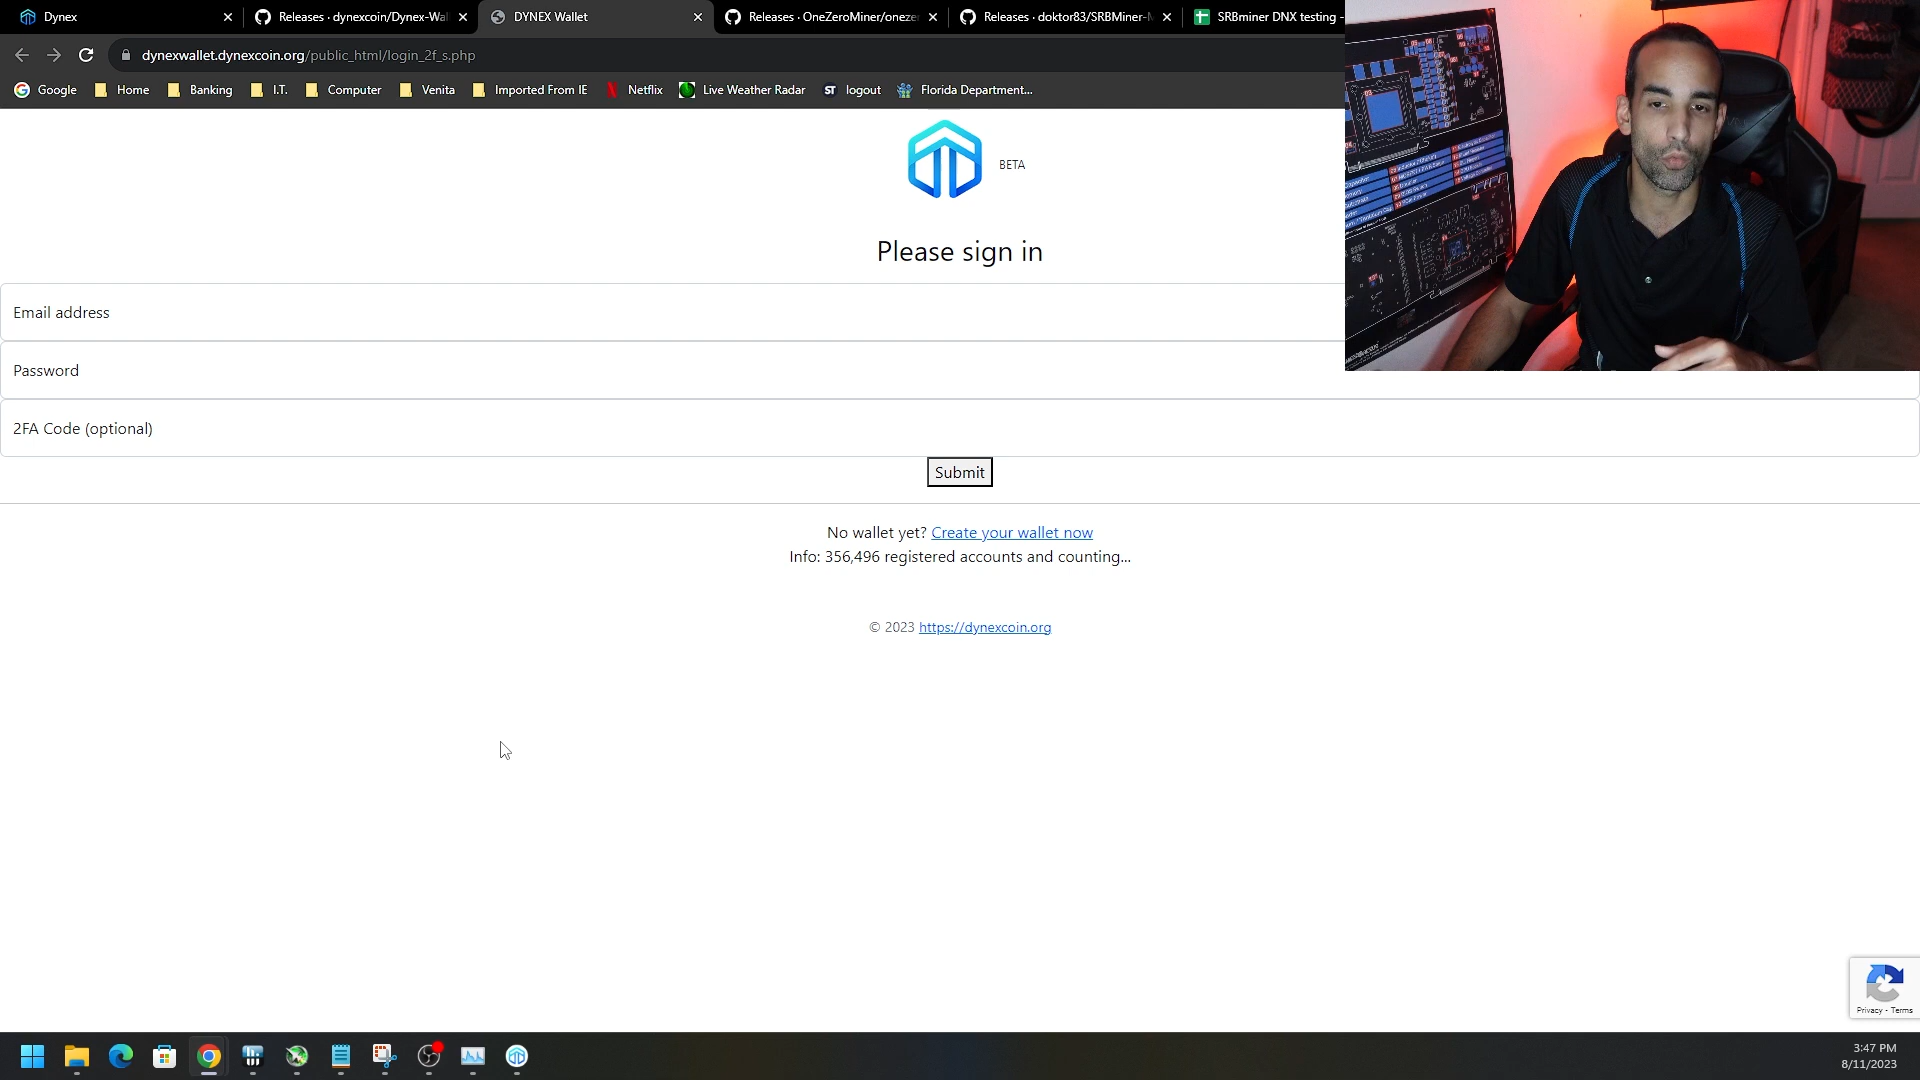 Dynex
Releases · dynexcoin/Dynex-Wal
DYNEX Wallet
Releases · OneZeroMiner/oneze
Releases · doktor83/SRBMiner-M
SRBminer DNX testing -
dynexwallet.dynexcoin.org/public_html/login_2f_s.php
Google
Home
Banking
I.T.
Computer
Venita
Imported From IE
Netflix
Live Weather Radar
ST
logout
Florida Department...
BETA
Please sign in
Email address
Password
2FA Code (optional)
Submit
No wallet yet? Create your wallet now
Info: 356,496 registered accounts and counting...
© 2023 https://dynexcoin.org
Privacy - Terms
3:47 PM
8/11/2023